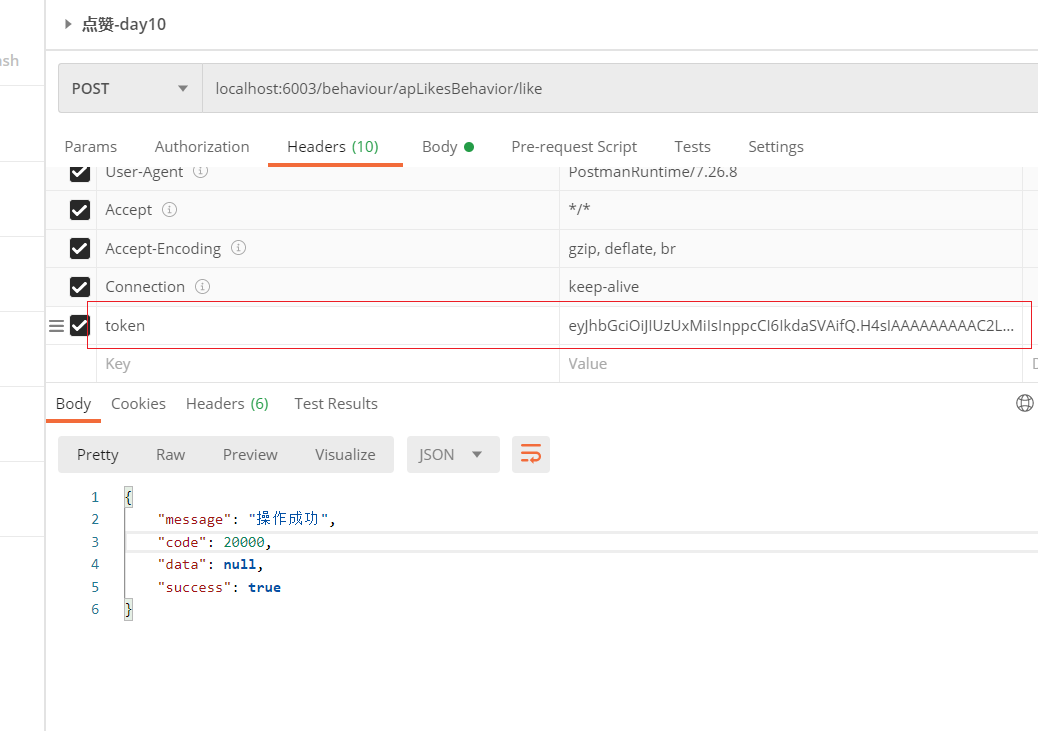 点赞-day10
ash
POST localhost:6003/behaviour/apLikesBehavior/like
Params Authorization Headers (10) Body Pre-request Script Tests Settings
User-Agent PostmanRuntime/7.26.8
Accept */*
Accept-Encoding gzip, deflate, br
Connection keep-alive
token eyJhbGciOiJIUzUxMiIsInppcCI6IkdaSVAifQ.H4sIAAAAAAAAAC2L...
Key Value D
Body Cookies Headers (6) Test Results
Pretty Raw Preview Visualize JSON
1 {
2 "message": "操作成功",
3 "code": 20000,
4 "data": null,
5 "success": true
6 }